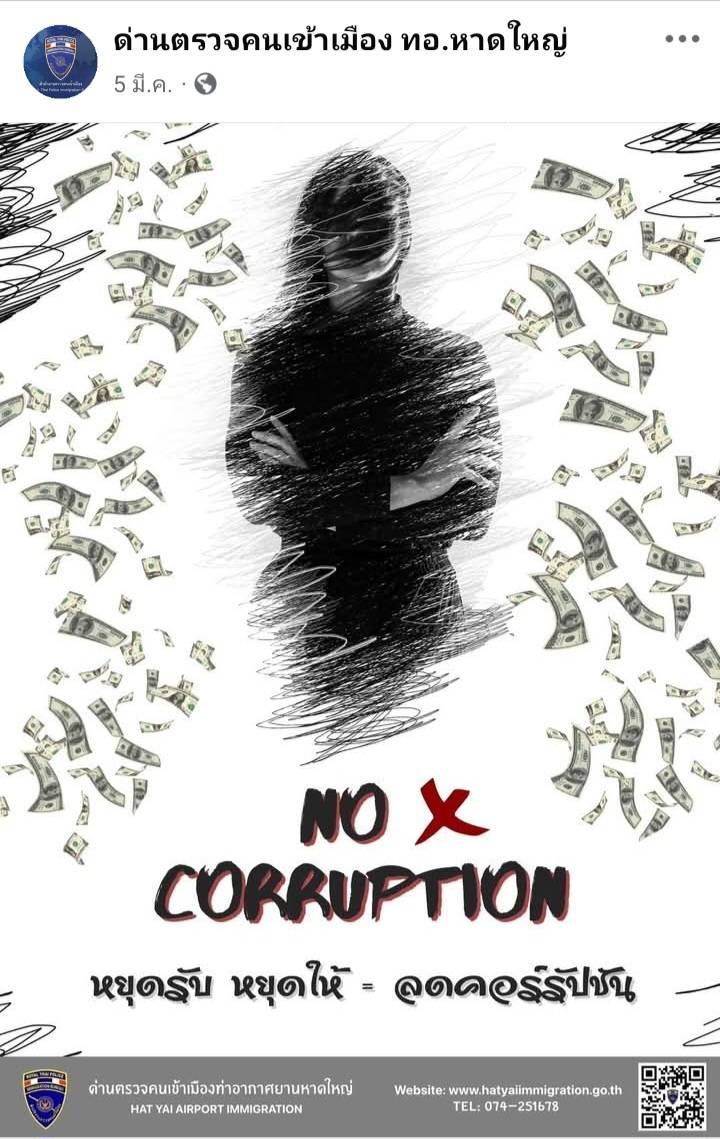 ด่านตรวจคนเข้าเมือง ทอ.หาดใหญ่
5 มี.ค.
NO X
CORRUPTION
หยุดรับ หยุดให้ = ลดคอร์รัปชัน
ด่านตรวจคนเข้าเมืองท่าอากาศยานหาดใหญ่
HAT YAI AIRPORT IMMIGRATION
Website: www.hatyaiimmigration.go.th
TEL: 074-251678